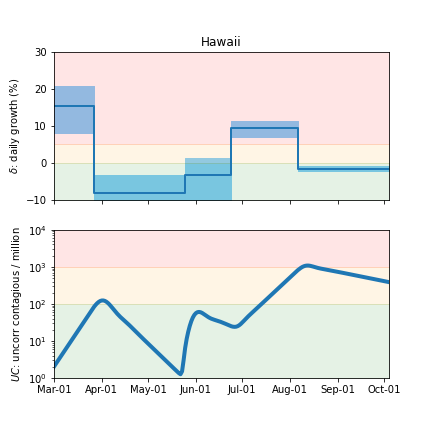 Hawaii
δ: daily growth (%)
30
20
10
0
−10
UC: uncorr contagious / million
10⁴
10³
10²
10¹
10⁰
Mar-01 Apr-01 May-01 Jun-01 Jul-01 Aug-01 Sep-01 Oct-01